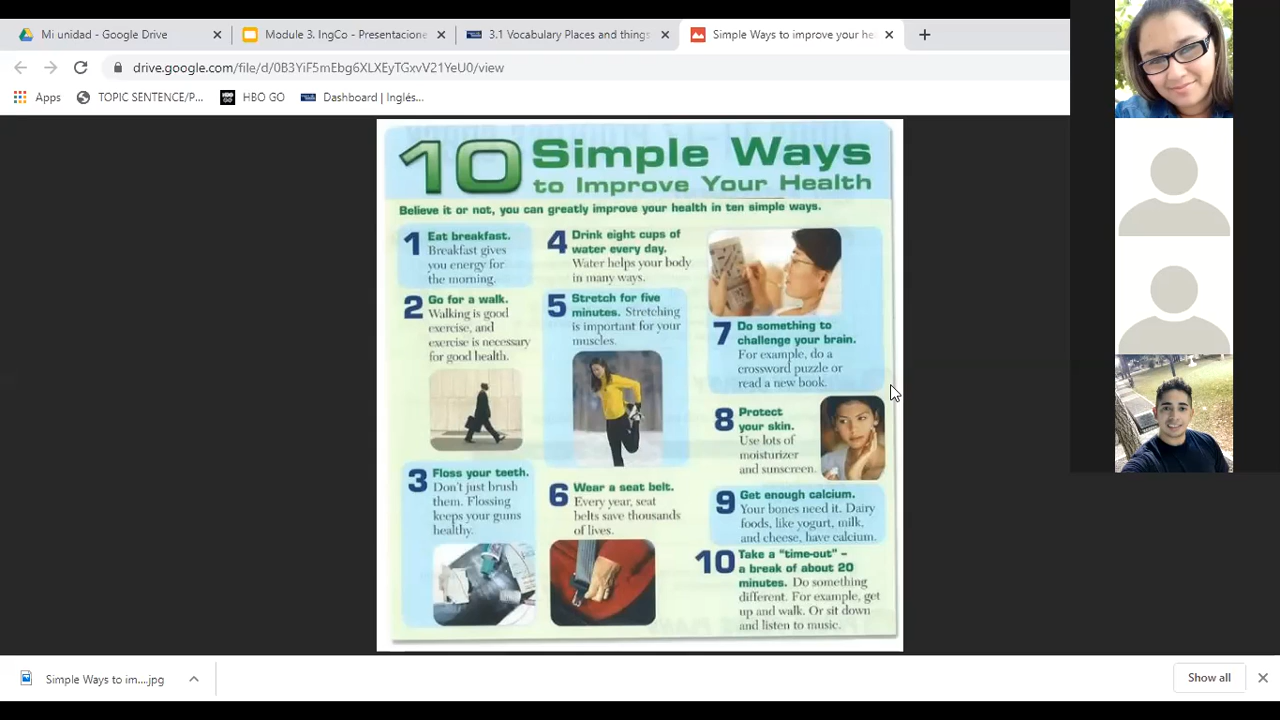 Mi unidad - Google Drive
Module 3. IngCo - Presentacione
3.1 Vocabulary Places and things
Simple Ways to improve your he
drive.google.com/file/d/0B3YiF5mEbg6XLXEyTGxvV21YeU0/view
Apps
TOPIC SENTENCE/P...
HBO GO
Dashboard | Inglés...
10 Simple Ways
to Improve Your Health
Believe it or not, you can greatly improve your health in ten simple ways.
1 Eat breakfast.
Breakfast gives
you energy for
the morning.
2 Go for a walk.
Walking is good
exercise, and
exercise is necessary
for good health.
3 Floss your teeth.
Don't just brush
them. Flossing
keeps your gums
healthy.
4 Drink eight cups of
water every day.
Water helps your body
in many ways.
5 Stretch for five
minutes. Stretching
is important for your
muscles.
6 Wear a seat belt.
Every year, seat
belts save thousands
of lives.
7 Do something to
challenge your brain.
For example, do a
crossword puzzle or
read a new book.
8 Protect
your skin.
Use lots of
moisturizer
and sunscreen.
9 Get enough calcium.
Your bones need it. Dairy
foods, like yogurt, milk,
and cheese, have calcium.
10 Take a "time-out" –
a break of about 20
minutes. Do something
different. For example, get
up and walk. Or sit down
and listen to music.
Simple Ways to im....jpg
Show all